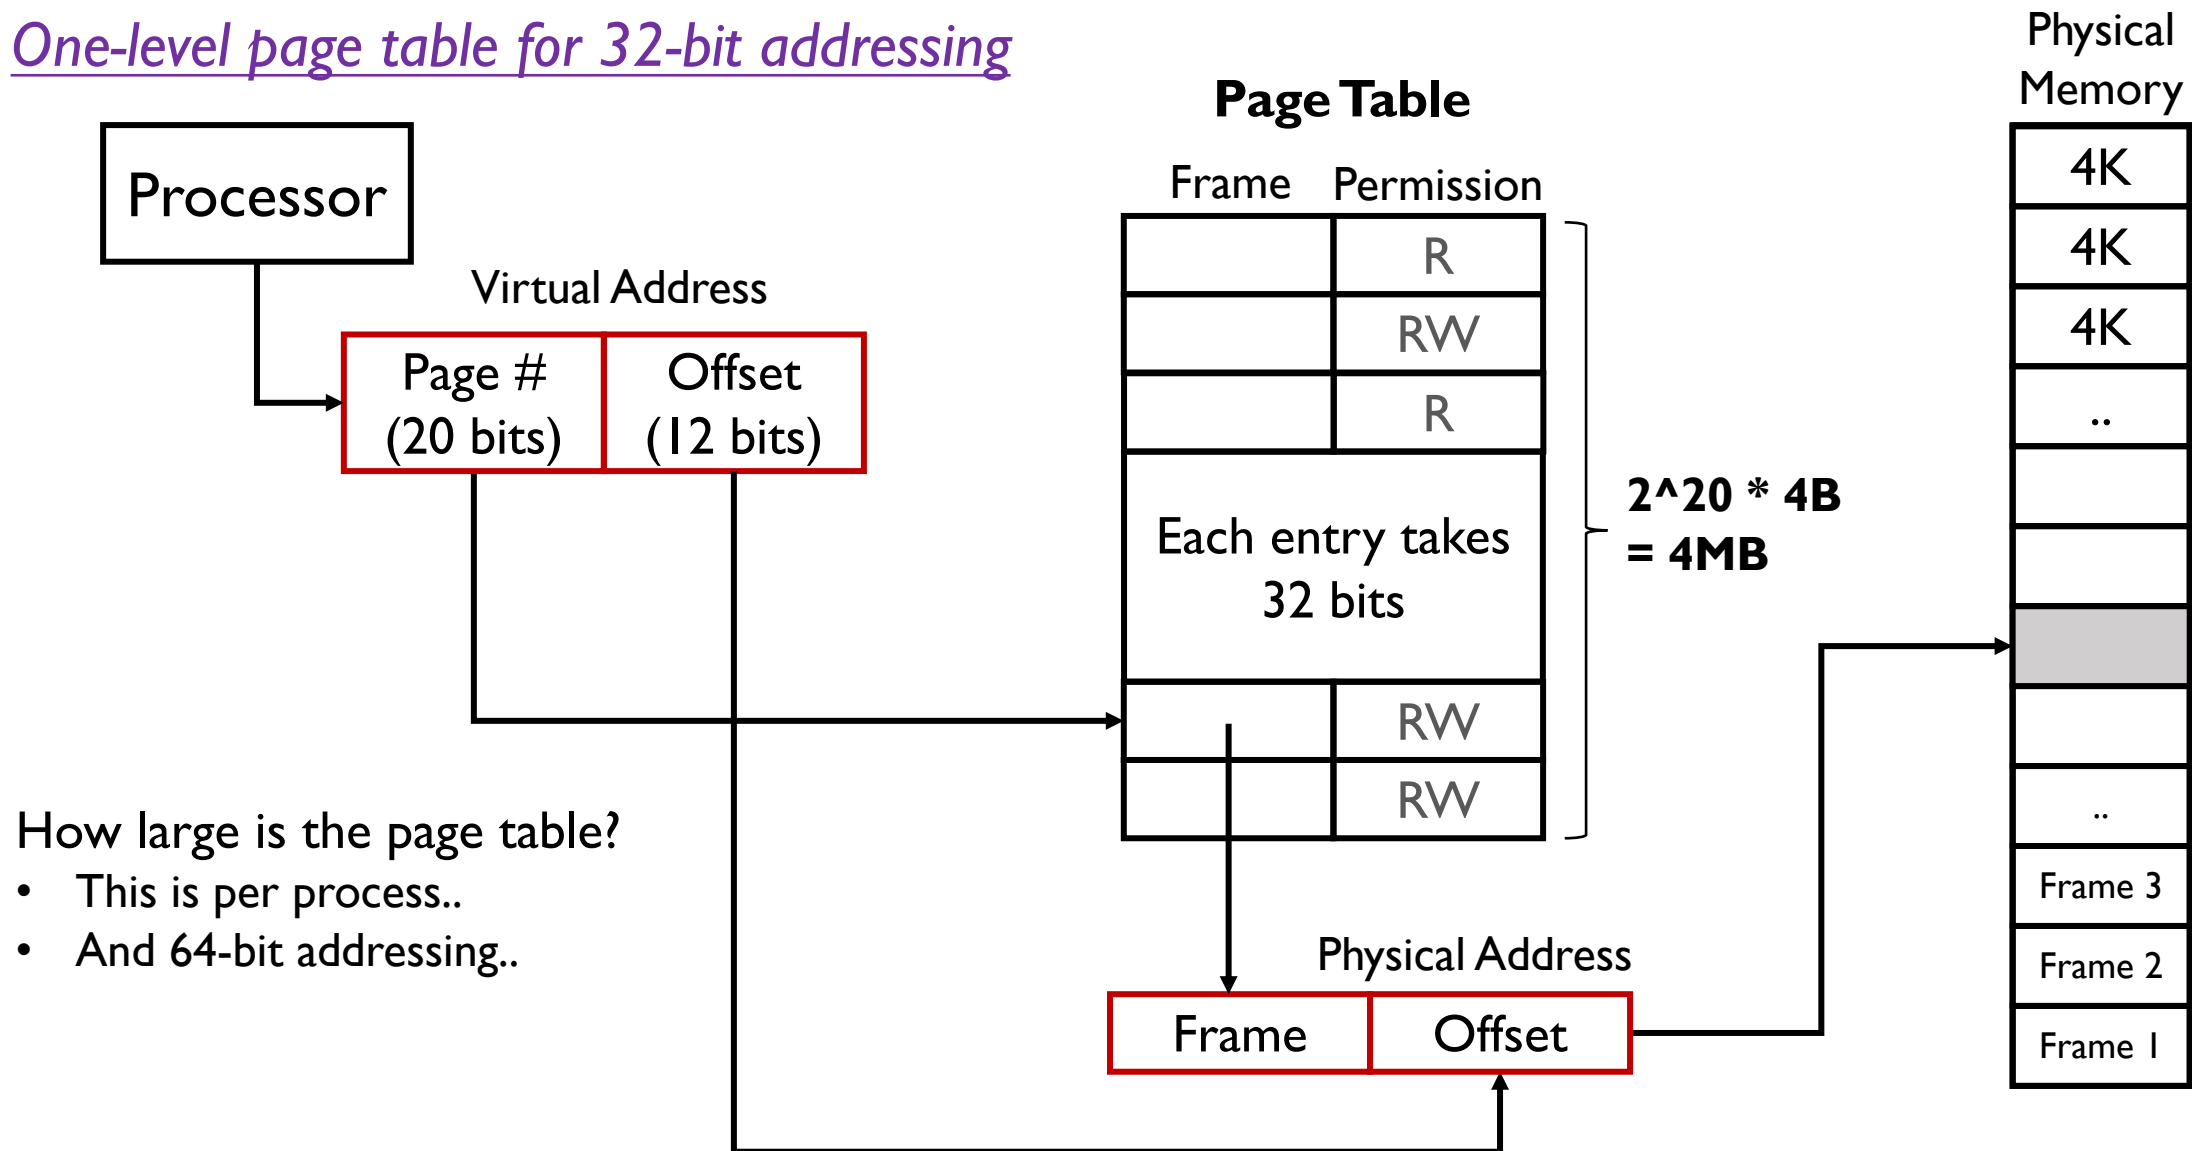 One-level page table for 32-bit addressing
Processor
Virtual Address
Page #
(20 bits)
Offset
(12 bits)
Page Table
Frame
Permission
R
RW
R
Each entry takes
32 bits
RW
RW
2^20 * 4B
= 4MB
How large is the page table?
• This is per process..
• And 64-bit addressing..
Physical Address
Frame
Offset
Physical
Memory
4K
4K
4K
..
..
Frame 3
Frame 2
Frame 1